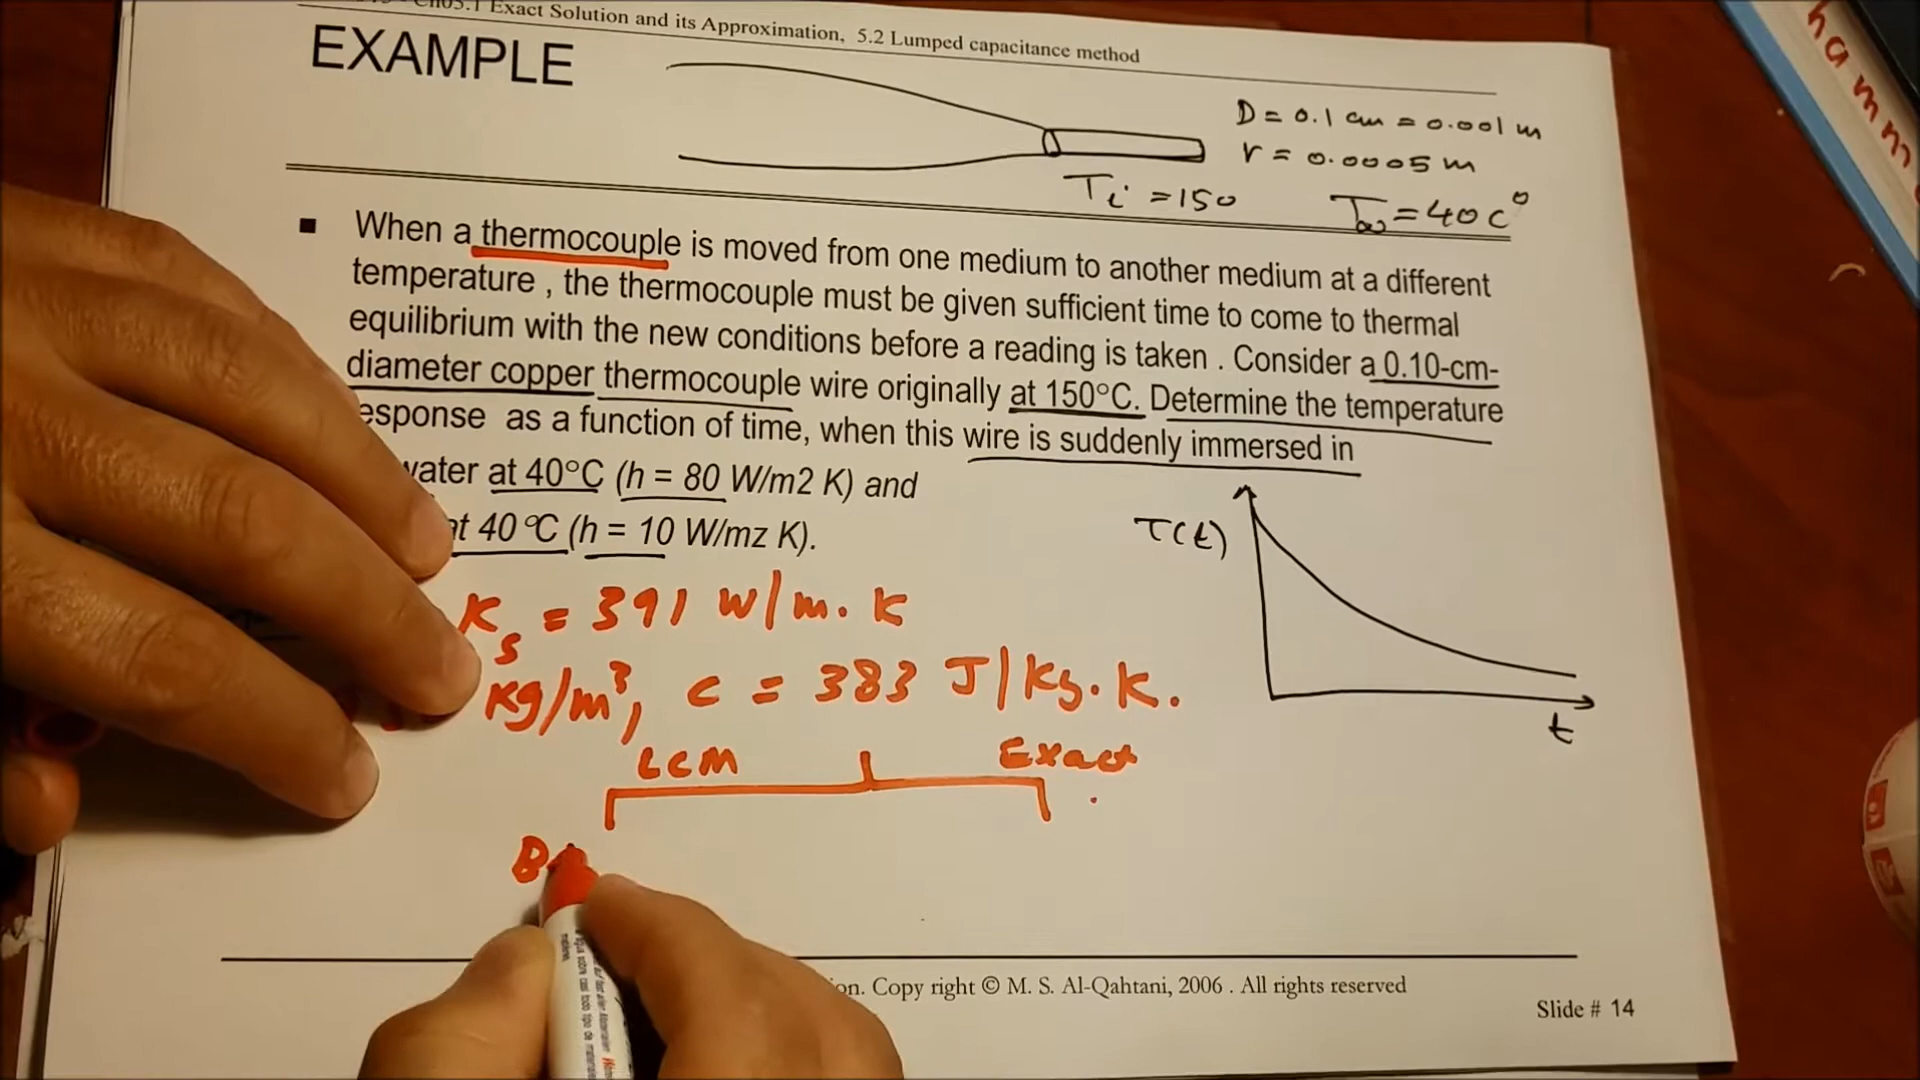 Ch05.1 Exact Solution and its Approximation, 5.2 Lumped capacitance method
EXAMPLE
D = 0.1 cm = 0.001 m
r = 0.0005 m
Ti = 150
T∞ = 40 C°
■ When a thermocouple is moved from one medium to another medium at a different
temperature , the thermocouple must be given sufficient time to come to thermal
equilibrium with the new conditions before a reading is taken . Consider a 0.10-cm-
diameter copper thermocouple wire originally at 150°C. Determine the temperature
esponse as a function of time, when this wire is suddenly immersed in
vater at 40°C (h = 80 W/m2 K) and
at 40 °C (h = 10 W/mz K).
T(t)
t
Ks = 391 W/m. K
kg/m³, c = 383 J/kg. K.
LCM
Exact
B
on. Copy right © M. S. Al-Qahtani, 2006 . All rights reserved
Slide # 14
hamm